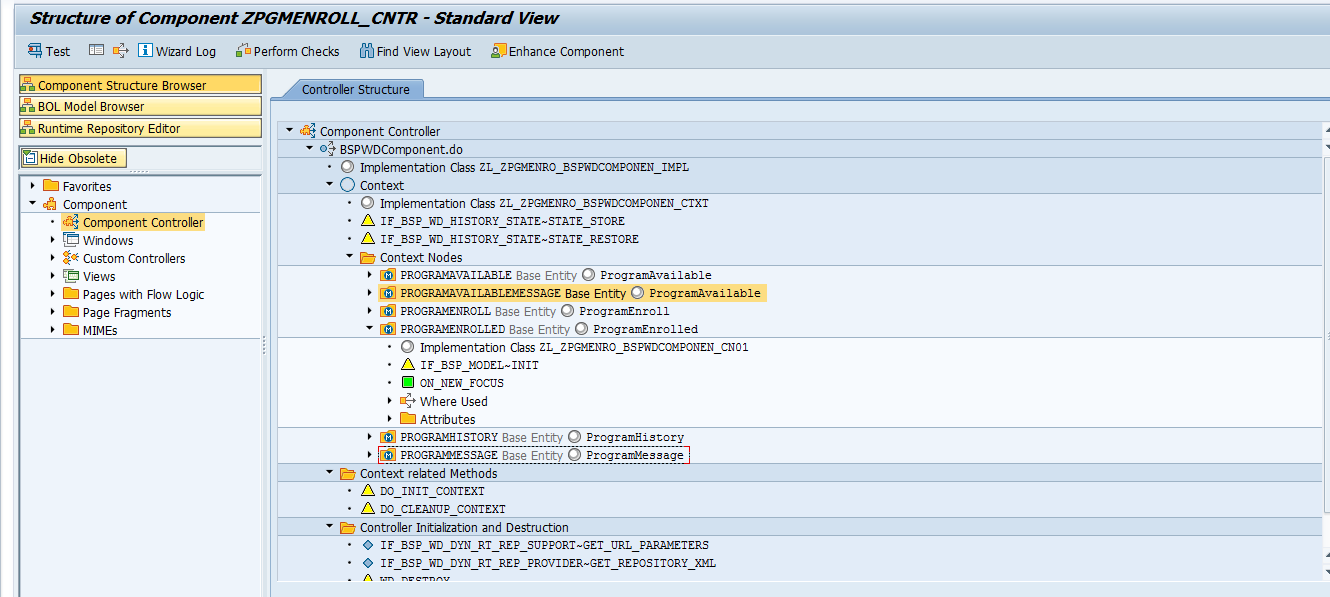 Structure of Component ZPGMENROLL_CNTR - Standard View
Test Wizard Log Perform Checks Find View Layout Enhance Component
Component Structure Browser
BOL Model Browser
Runtime Repository Editor
Hide Obsolete
Favorites
Component
Component Controller
Windows
Custom Controllers
Views
Pages with Flow Logic
Page Fragments
MIMEs
Controller Structure
Component Controller
BSPWDComponent.do
Implementation Class ZL_ZPGMENRO_BSPWDCOMPONEN_IMPL
Context
Implementation Class ZL_ZPGMENRO_BSPWDCOMPONEN_CTXT
IF_BSP_WD_HISTORY_STATE~STATE_STORE
IF_BSP_WD_HISTORY_STATE~STATE_RESTORE
Context Nodes
PROGRAMAVAILABLE Base Entity ProgramAvailable
PROGRAMAVAILABLEMESSAGE Base Entity ProgramAvailable
PROGRAMENROLL Base Entity ProgramEnroll
PROGRAMENROLLED Base Entity ProgramEnrolled
Implementation Class ZL_ZPGMENRO_BSPWDCOMPONEN_CN01
IF_BSP_MODEL~INIT
ON_NEW_FOCUS
Where Used
Attributes
PROGRAMHISTORY Base Entity ProgramHistory
PROGRAMMESSAGE Base Entity ProgramMessage
Context related Methods
DO_INIT_CONTEXT
DO_CLEANUP_CONTEXT
Controller Initialization and Destruction
IF_BSP_WD_DYN_RT_REP_SUPPORT~GET_URL_PARAMETERS
IF_BSP_WD_DYN_RT_REP_PROVIDER~GET_REPOSITORY_XML
WD_DESTROY